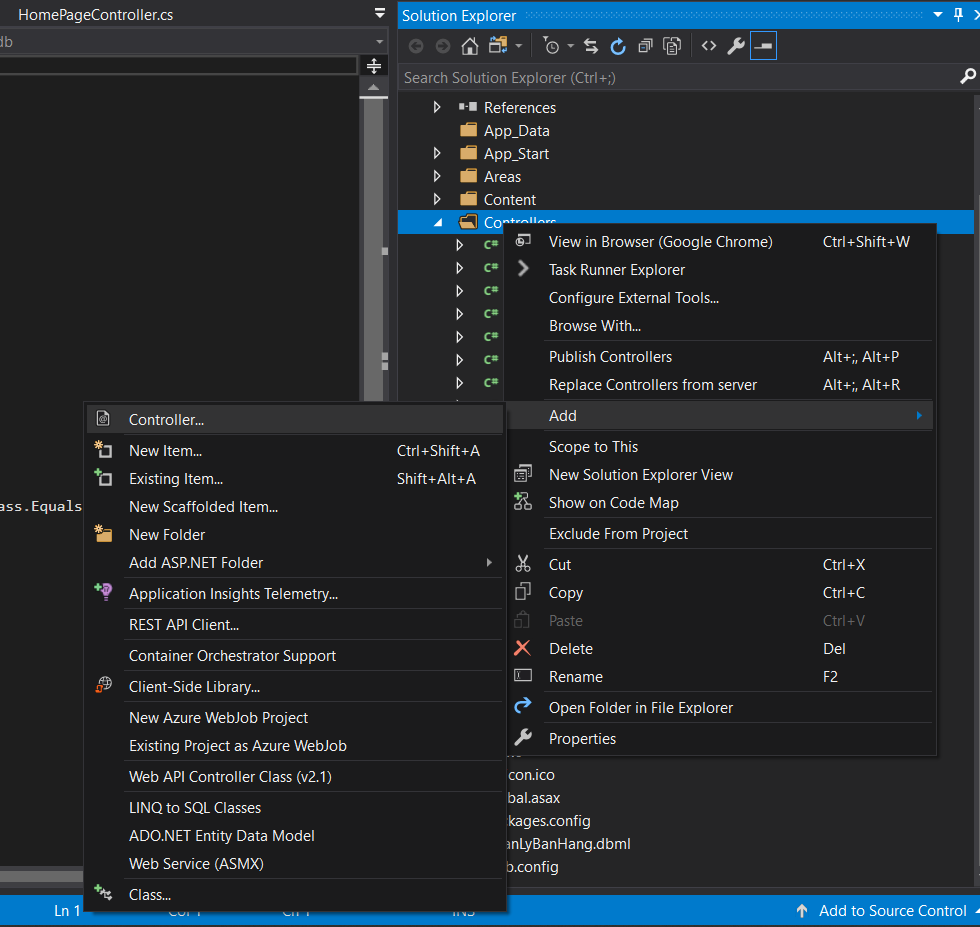 HomePageController.cs
db
ass.Equals
Solution Explorer
Search Solution Explorer (Ctrl+;)
References
App_Data
App_Start
Areas
Content
Controllers
C#
C#
C#
C#
C#
C#
C#
View in Browser (Google Chrome) Ctrl+Shift+W
Task Runner Explorer
Configure External Tools...
Browse With...
Publish Controllers Alt+;, Alt+P
Replace Controllers from server Alt+;, Alt+R
Add
Scope to This
New Solution Explorer View
Show on Code Map
Exclude From Project
Cut Ctrl+X
Copy Ctrl+C
Paste Ctrl+V
Delete Del
Rename F2
Open Folder in File Explorer
Properties
Controller...
New Item... Ctrl+Shift+A
Existing Item... Shift+Alt+A
New Scaffolded Item...
New Folder
Add ASP.NET Folder
Application Insights Telemetry...
REST API Client...
Container Orchestrator Support
Client-Side Library...
New Azure WebJob Project
Existing Project as Azure WebJob
Web API Controller Class (v2.1)
LINQ to SQL Classes
ADO.NET Entity Data Model
Web Service (ASMX)
Class...
con.ico
bal.asax
kages.config
anLyBanHang.dbml
b.config
Ln 1 Col 1 Ch 1 INS Add to Source Control